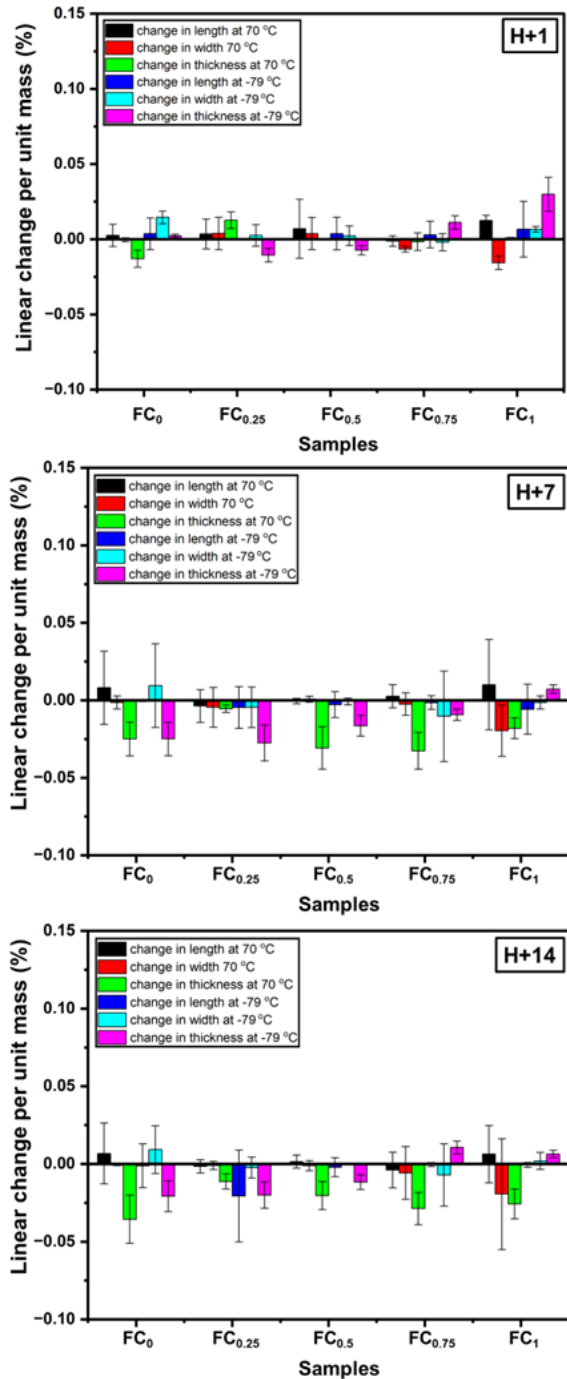 H+1
change in length at 70 °C
change in width 70 °C
change in thickness at 70 °C
change in length at -79 °C
change in width at -79 °C
change in thickness at -79 °C
Linear change per unit mass (%)
0.15
0.10
0.05
0.00
−0.05
−0.10
FC₀ FC₀.₂₅ FC₀.₅ FC₀.₇₅ FC₁
Samples
H+7
change in length at 70 °C
change in width 70 °C
change in thickness at 70 °C
change in length at -79 °C
change in width at -79 °C
change in thickness at -79 °C
Linear change per unit mass (%)
0.15
0.10
0.05
0.00
−0.05
−0.10
FC₀ FC₀.₂₅ FC₀.₅ FC₀.₇₅ FC₁
Samples
H+14
change in length at 70 °C
change in width 70 °C
change in thickness at 70 °C
change in length at -79 °C
change in width at -79 °C
change in thickness at -79 °C
Linear change per unit mass (%)
0.15
0.10
0.05
0.00
−0.05
−0.10
FC₀ FC₀.₂₅ FC₀.₅ FC₀.₇₅ FC₁
Samples